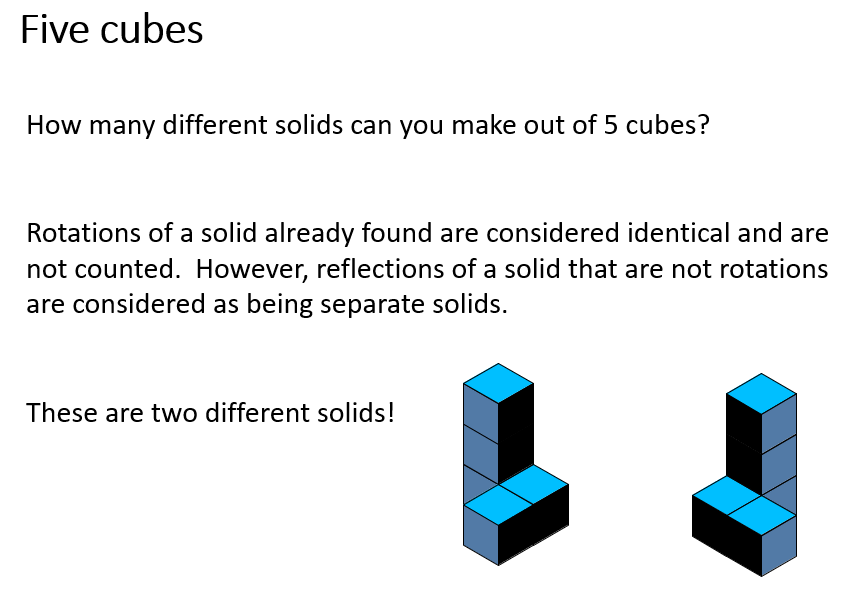 Five cubes
How many different solids can you make out of 5 cubes?
Rotations of a solid already found are considered identical and are
not counted.  However, reflections of a solid that are not rotations
are considered as being separate solids.
These are two different solids!